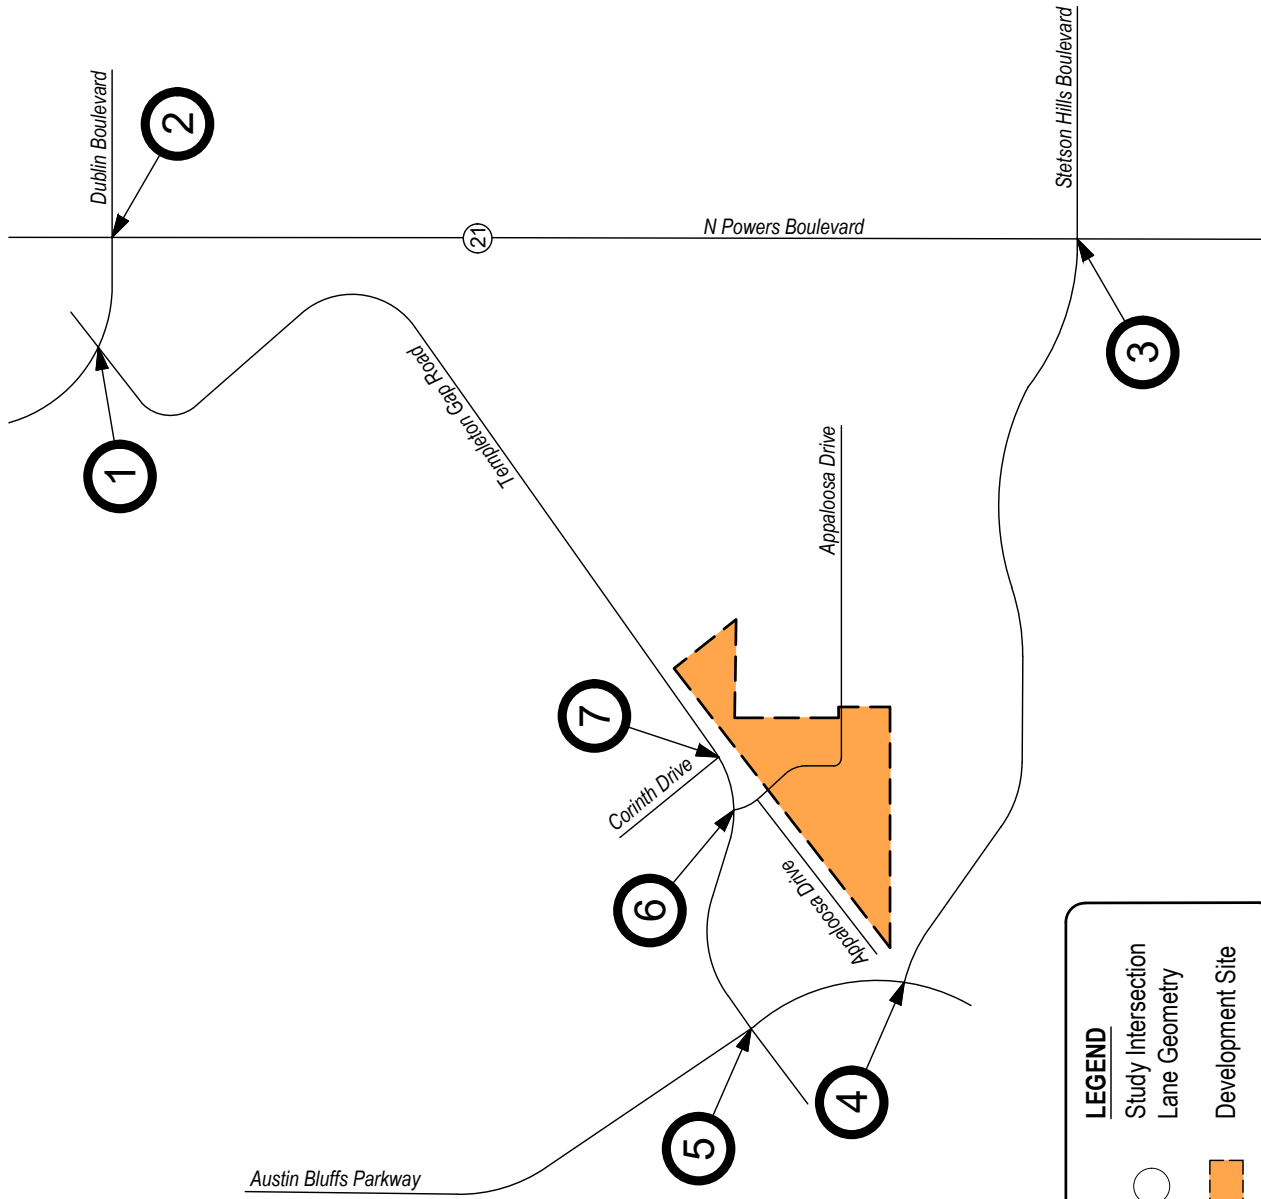 Dublin Boulevard
2
1
21
N Powers Boulevard
Stetson Hills Boulevard
3
Templeton Gap Road
Appaloosa Drive
7
Corinth Drive
6
Appaloosa Drive
5
4
Austin Bluffs Parkway
LEGEND
Study Intersection
Lane Geometry
Development Site